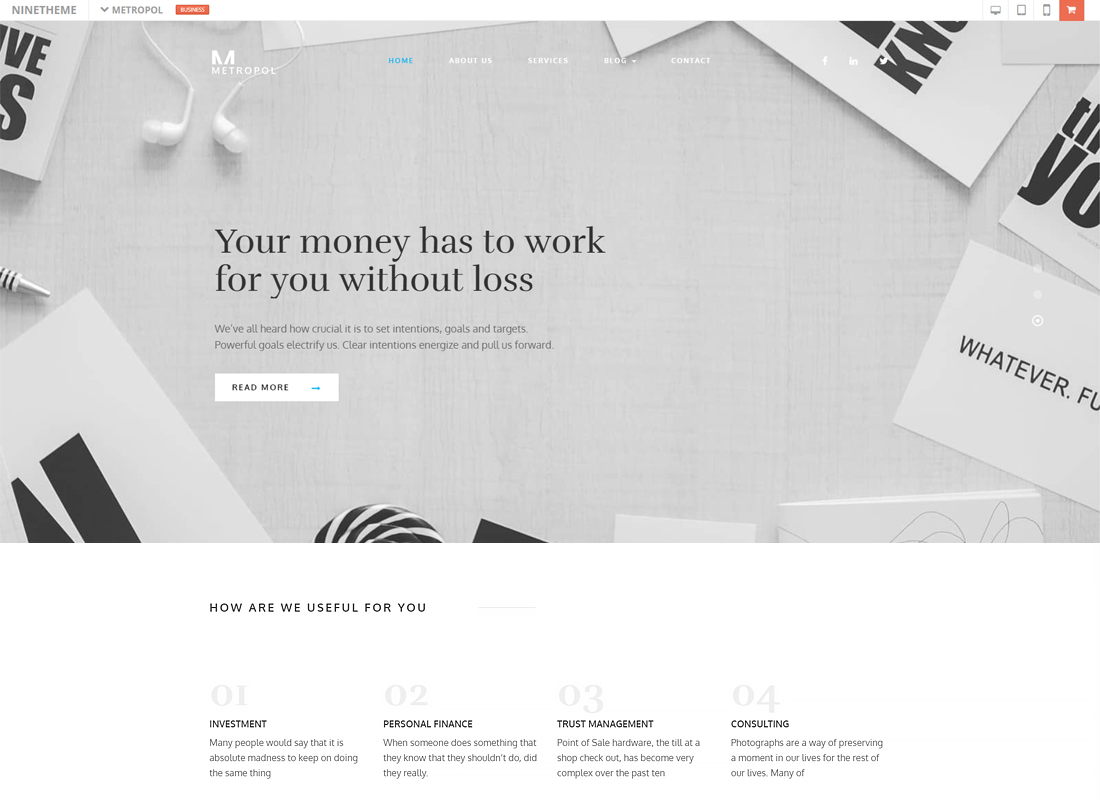 NINETHEME
METROPOL
BUSINESS
IVE
S
KNO
METROPOL
HOME
ABOUT US
SERVICES
BLOG
CONTACT
yo
Your money has to work
for you without loss
We've all heard how crucial it is to set intentions, goals and targets.
Powerful goals electrify us. Clear intentions energize and pull us forward.
READ MORE
WHATEVER. FU
HOW ARE WE USEFUL FOR YOU
01
INVESTMENT
Many people would say that it is
absolute madness to keep on doing
the same thing
02
PERSONAL FINANCE
When someone does something that
they know that they shouldn't do, did
they really.
03
TRUST MANAGEMENT
Point of Sale hardware, the till at a
shop check out, has become very
complex over the past ten
04
CONSULTING
Photographs are a way of preserving
a moment in our lives for the rest of
our lives. Many of